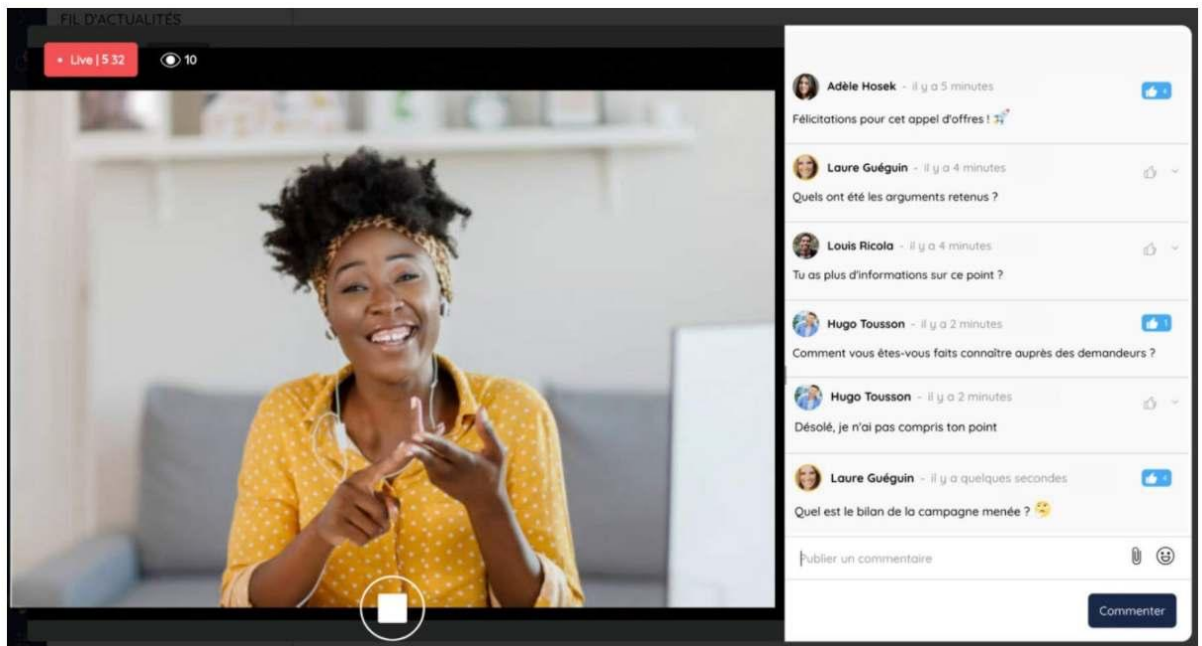 FIL D'ACTUALITÉS
• Live | 5 32
10
Adèle Hosek - il y a 5 minutes
4
Félicitations pour cet appel d'offres ! 🚀
Laure Guéguin - il y a 4 minutes
Quels ont été les arguments retenus ?
Louis Ricola - il y a 4 minutes
Tu as plus d'informations sur ce point ?
Hugo Tousson - il y a 2 minutes
1
Comment vous êtes-vous faits connaître auprès des demandeurs ?
Hugo Tousson - il y a 2 minutes
Désolé, je n'ai pas compris ton point
Laure Guéguin - il y a quelques secondes
4
Quel est le bilan de la campagne menée ? 🤔
Publier un commentaire
Commenter